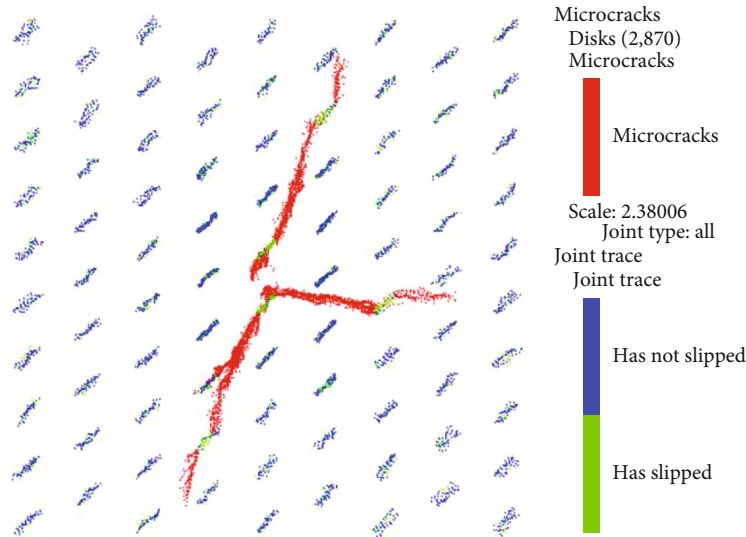 Microcracks
Disks (2,870)
Microcracks
Microcracks
Scale: 2.38006
Joint type: all
Joint trace
Joint trace
Has not slipped
Has slipped